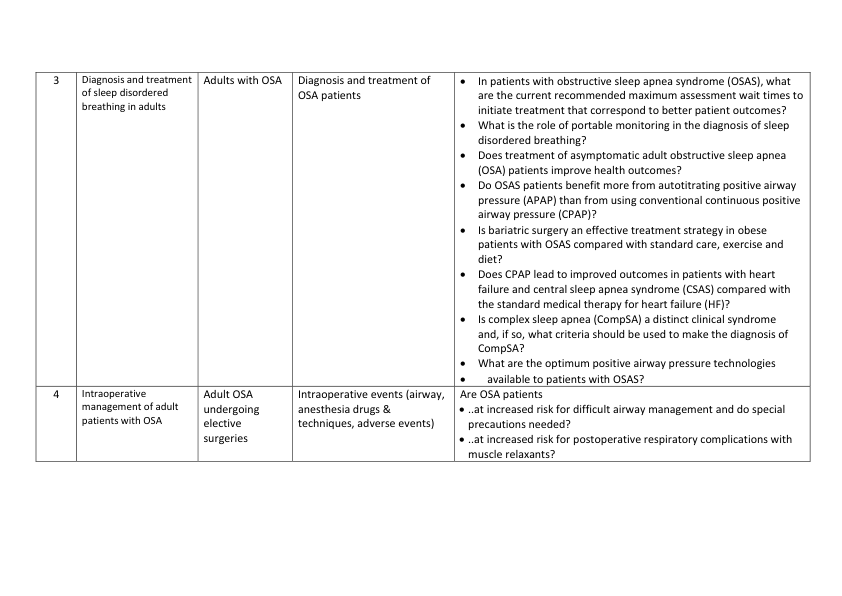 3
Diagnosis and treatment
of sleep disordered
breathing in adults
Adults with OSA
Diagnosis and treatment of
OSA patients
• In patients with obstructive sleep apnea syndrome (OSAS), what
are the current recommended maximum assessment wait times to
initiate treatment that correspond to better patient outcomes?
• What is the role of portable monitoring in the diagnosis of sleep
disordered breathing?
• Does treatment of asymptomatic adult obstructive sleep apnea
(OSA) patients improve health outcomes?
• Do OSAS patients benefit more from autotitrating positive airway
pressure (APAP) than from using conventional continuous positive
airway pressure (CPAP)?
• Is bariatric surgery an effective treatment strategy in obese
patients with OSAS compared with standard care, exercise and
diet?
• Does CPAP lead to improved outcomes in patients with heart
failure and central sleep apnea syndrome (CSAS) compared with
the standard medical therapy for heart failure (HF)?
• Is complex sleep apnea (CompSA) a distinct clinical syndrome
and, if so, what criteria should be used to make the diagnosis of
CompSA?
• What are the optimum positive airway pressure technologies
• available to patients with OSAS?
4
Intraoperative
management of adult
patients with OSA
Adult OSA
undergoing
elective
surgeries
Intraoperative events (airway,
anesthesia drugs &
techniques, adverse events)
Are OSA patients
• ..at increased risk for difficult airway management and do special
precautions needed?
• ..at increased risk for postoperative respiratory complications with
muscle relaxants?